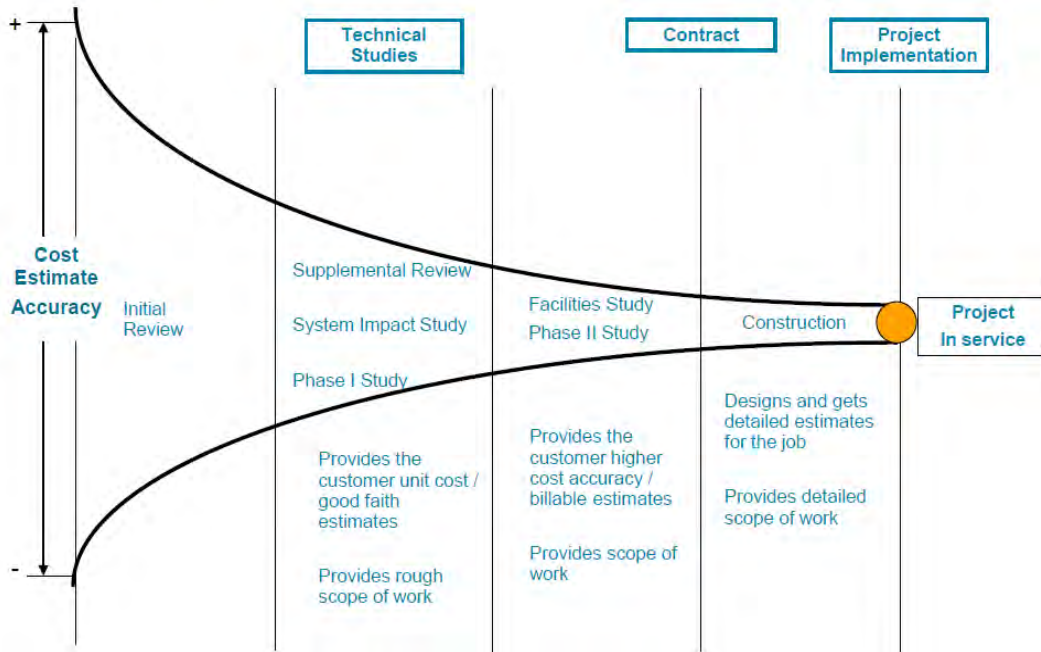 +
Technical
Studies
Contract
Project
Implementation
Cost
Estimate
Accuracy
Initial
Review
Supplemental Review
System Impact Study
Phase I Study
Facilities Study
Phase II Study
Construction
Project
In service
Provides the
customer unit cost /
good faith
estimates
Provides rough
scope of work
Provides the
customer higher
cost accuracy /
billable estimates
Provides scope of
work
Designs and gets
detailed estimates
for the job
Provides detailed
scope of work
-